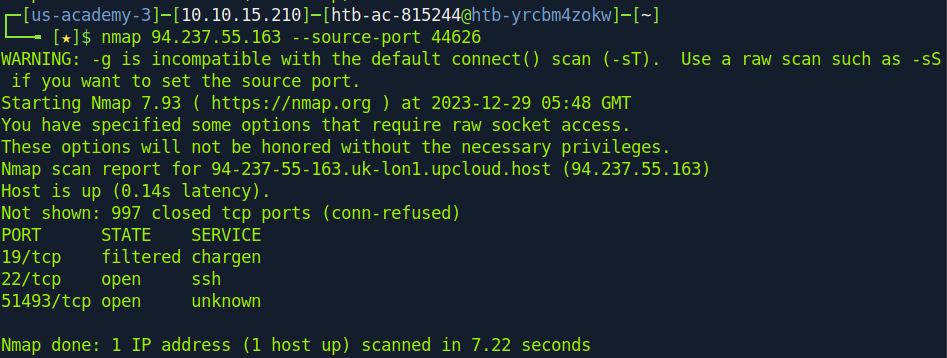 ┌─[us-academy-3]─[10.10.15.210]─[htb-ac-815244@htb-yrcbm4zokw]─[~]
└──╼ [★]$ nmap 94.237.55.163 --source-port 44626
WARNING: -g is incompatible with the default connect() scan (-sT).  Use a raw scan such as -sS
 if you want to set the source port.
Starting Nmap 7.93 ( https://nmap.org ) at 2023-12-29 05:48 GMT
You have specified some options that require raw socket access.
These options will not be honored without the necessary privileges.
Nmap scan report for 94-237-55-163.uk-lon1.upcloud.host (94.237.55.163)
Host is up (0.14s latency).
Not shown: 997 closed tcp ports (conn-refused)
PORT      STATE    SERVICE
19/tcp    filtered chargen
22/tcp    open     ssh
51493/tcp open     unknown

Nmap done: 1 IP address (1 host up) scanned in 7.22 seconds